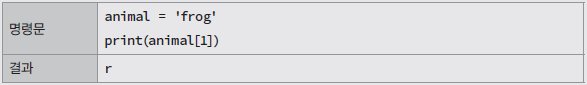 명령문
animal = 'frog'
print(animal[1])
결과
r